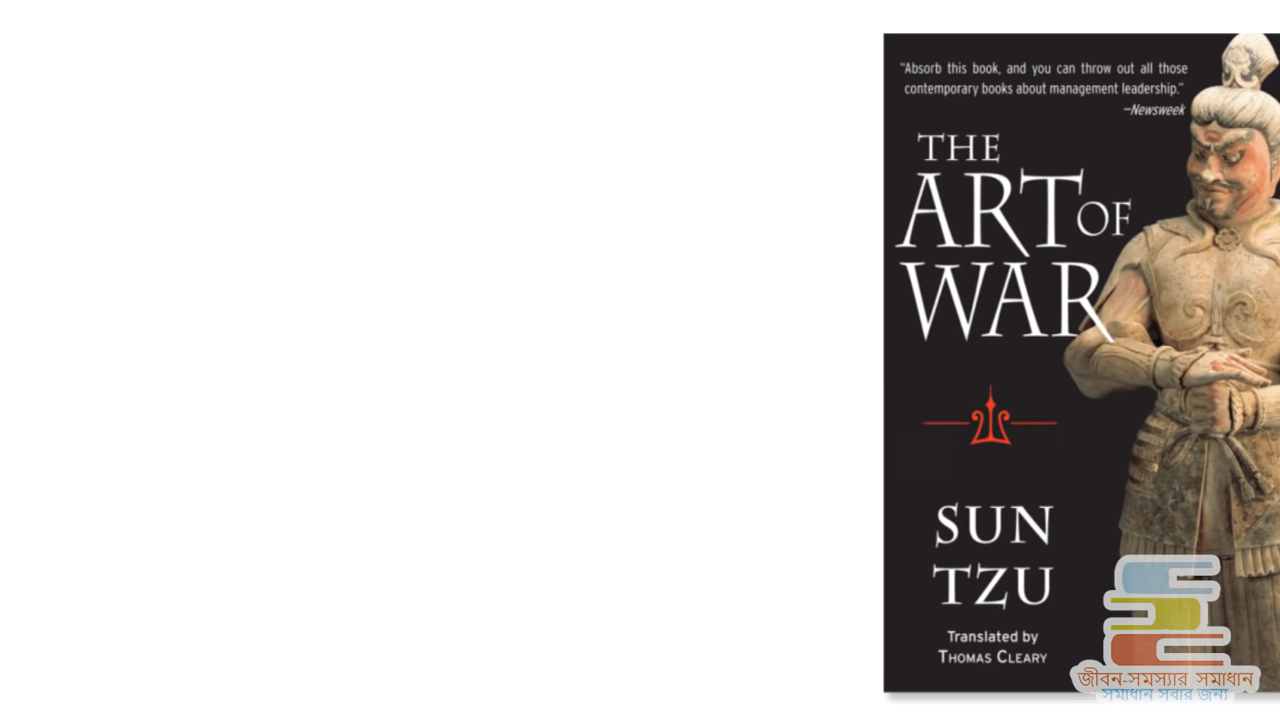 “Absorb this book, and you can throw out all those
contemporary books about management leadership.”
—Newsweek
THE
ART OF
WAR
SUN
TZU
Translated by
THOMAS CLEARY
জীবন-সমস্যার সমাধান
সমাধান সবার জন্য